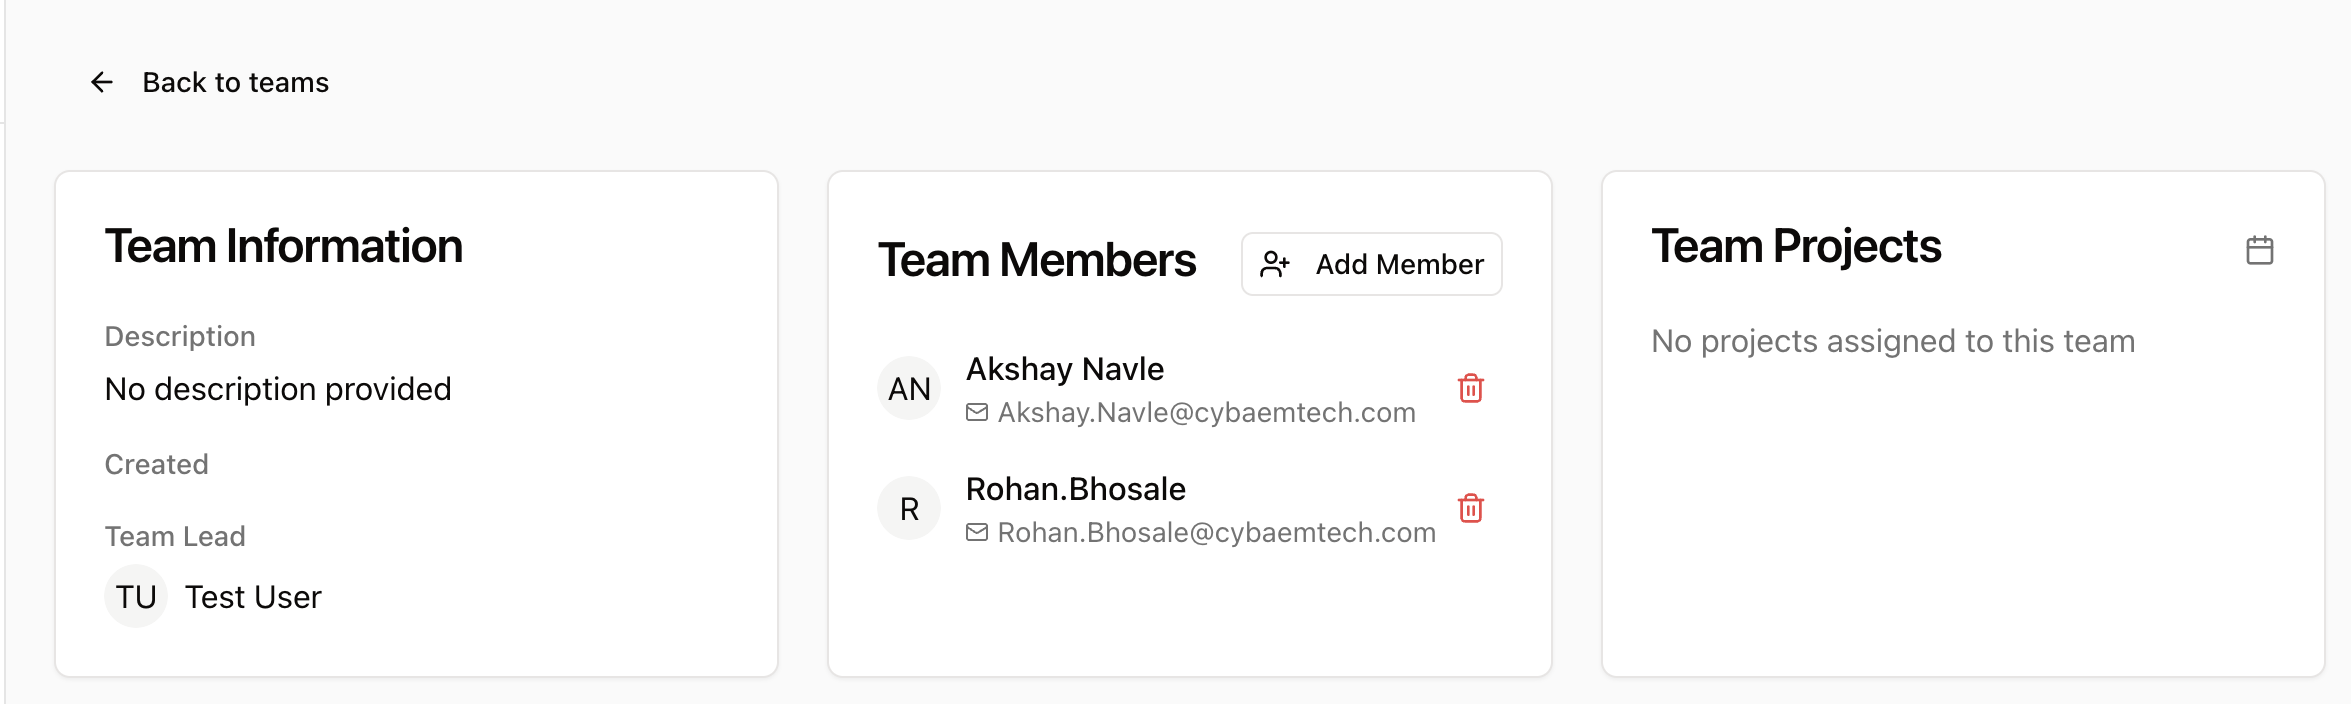 Back to teams
Team Information
Description
No description provided
Created
Team Lead
TU Test User
Team Members
Add Member
AN
Akshay Navle
Akshay.Navle@cybaemtech.com
R
Rohan.Bhosale
Rohan.Bhosale@cybaemtech.com
Team Projects
No projects assigned to this team